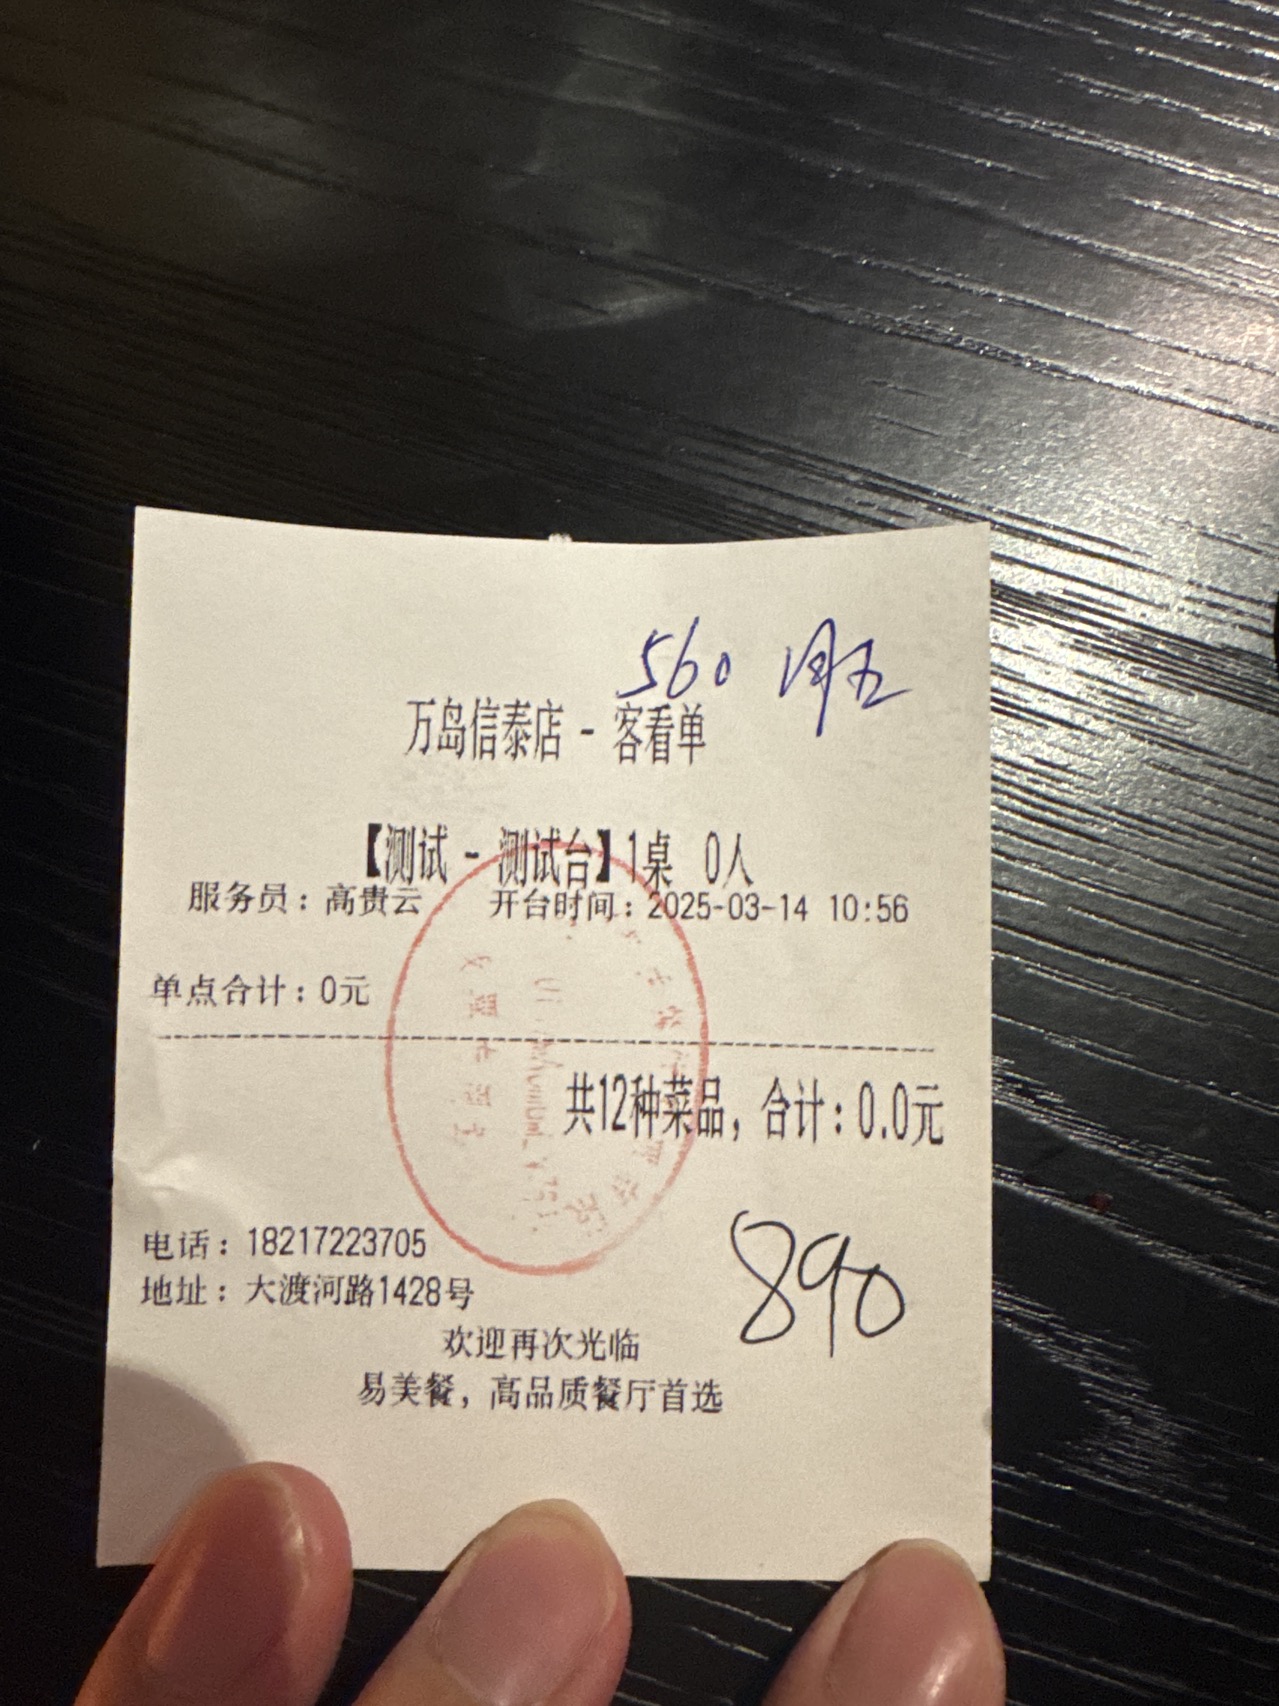 560 周五
万岛信泰店 - 客看单
【测试 - 测试台】1桌 0人
服务员：高贵云 开台时间：2025-03-14 10:56
单点合计：0元
共12种菜品，合计：0.0元
890
电话：18217223705
地址：大渡河路1428号
欢迎再次光临
易美餐，高品质餐厅首选